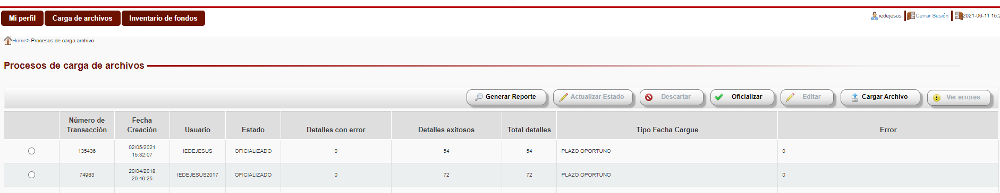 Mi perfil Carga de archivos Inventario de fondos
iedejesus Cerrar Sesión 2021-06-11 15:2
Home> Procesos de carga archivo
Procesos de carga de archivos
Generar Reporte Actualizar Estado Descartar Oficializar Editar Cargar Archivo Ver errores
Número de Transacción Fecha Creación Usuario Estado Detalles con error Detalles exitosos Total detalles Tipo Fecha Cargue Error
135436 02/05/2021 15:32:07 IEDEJESUS OFICIALIZADO 0 54 54 PLAZO OPORTUNO 0
74963 20/04/2018 20:46:25 IEDEJESUS2017 OFICIALIZADO 0 72 72 PLAZO OPORTUNO 0